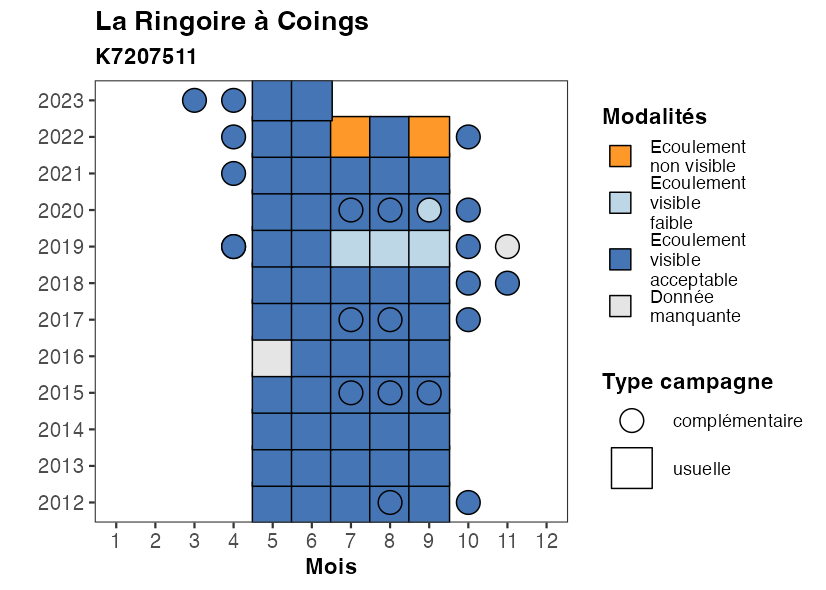 La Ringoire à Coings
K7207511
2023
2022
2021
2020
2019
2018
2017
2016
2015
2014
2013
2012
1 2 3 4 5 6 7 8 9 10 11 12
Mois
Modalités
Ecoulement
non visible
Ecoulement
visible
faible
Ecoulement
visible
acceptable
Donnée
manquante
Type campagne
complémentaire
usuelle